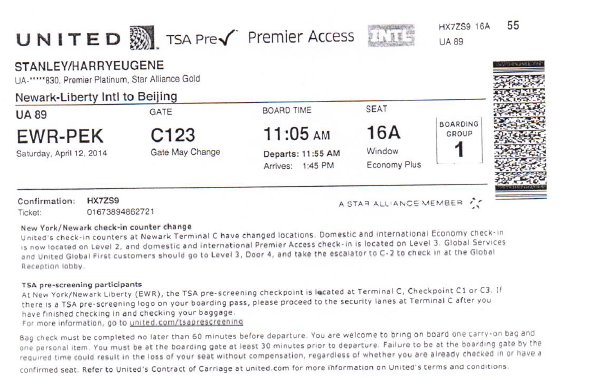 UNITED TSA Pre✓ Premier Access INTL HX7ZS9 16A 55
UA 89
STANLEY/HARRYEUGENE
UA-*****830, Premier Platinum, Star Alliance Gold
Newark-Liberty Intl to Beijing
UA 89 GATE BOARD TIME SEAT
EWR-PEK C123 11:05 AM 16A BOARDING GROUP 1
Saturday, April 12, 2014 Gate May Change Departs: 11:55 AM Window
Arrives: 1:45 PM Economy Plus
Confirmation: HX7ZS9 A STAR ALLIANCE MEMBER
Ticket: 01673894862721
New York/Newark check-in counter change
United's check-in counters at Newark Terminal C have changed locations. Domestic and international Economy check-in
is now located on Level 2, and domestic and international Premier Access check-in is located on Level 3. Global Services
and United Global First customers should go to Level 3, Door 4, and take the escalator to C-2 to check in at the Global
Reception lobby.
TSA pre-screening participants
At New York/Newark Liberty (EWR), the TSA pre-screening checkpoint is located at Terminal C, Checkpoint C1 or C3. If
there is a TSA pre-screening logo on your boarding pass, please proceed to the security lanes at Terminal C after you
have finished checking in and checking your baggage.
For more information, go to united.com/tsaprescreening
Bag check must be completed no later than 60 minutes before departure. You are welcome to bring on board one carry-on bag and
one personal item. You must be at the boarding gate at least 30 minutes prior to departure. Failure to be at the boarding gate by the
required time could result in the loss of your seat without compensation, regardless of whether you are already checked in or have a
confirmed seat. Refer to United's Contract of Carriage at united.com for more information on United's terms and conditions.